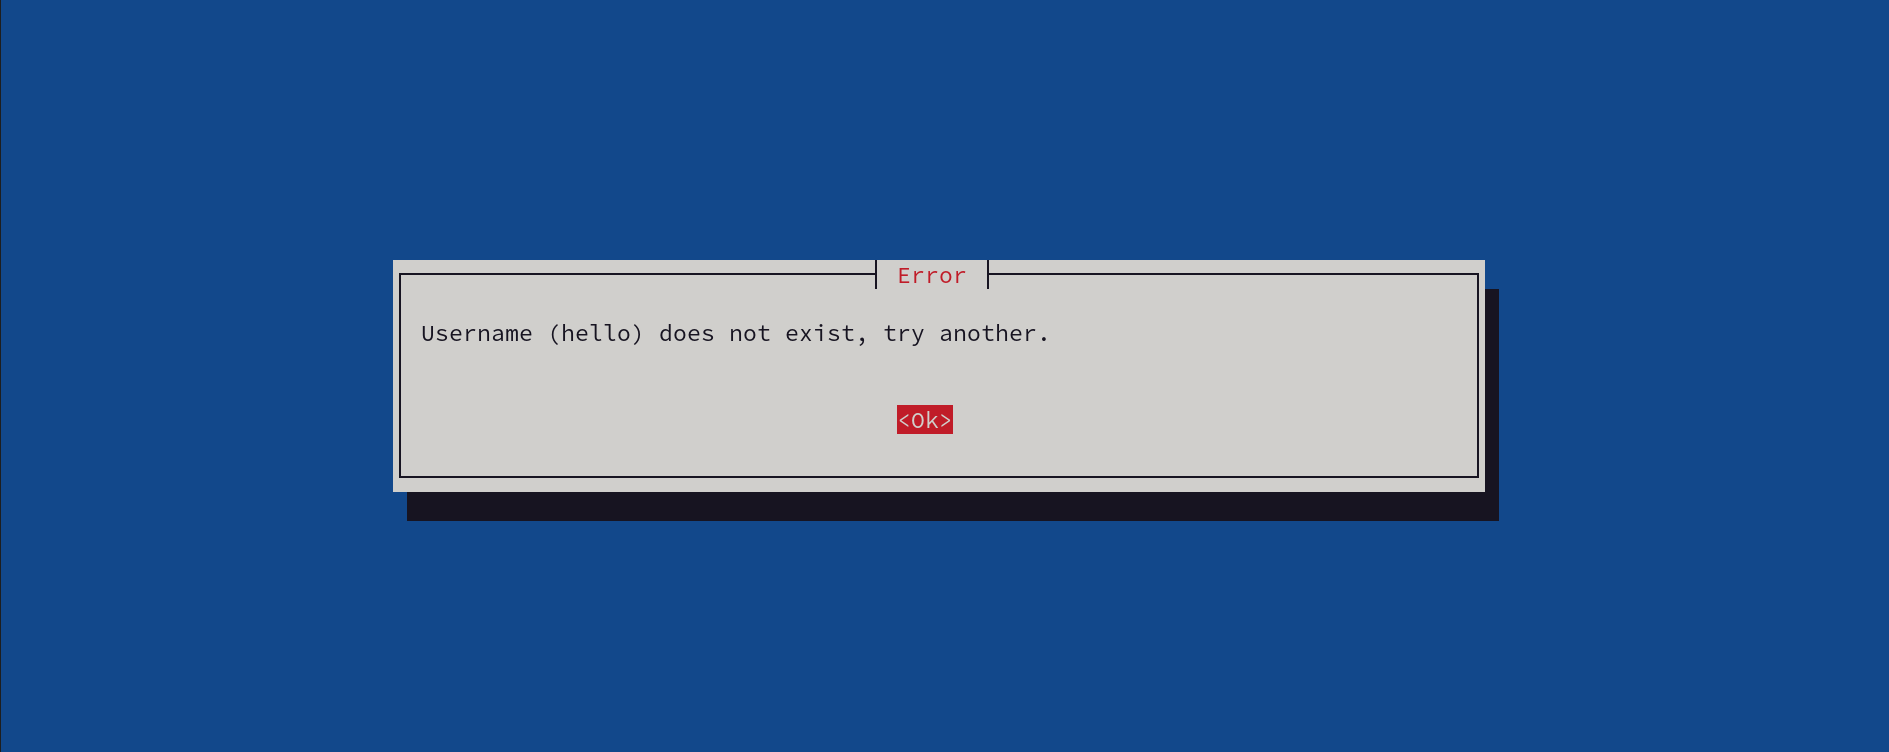 Error
Username (hello) does not exist, try another.
<Ok>